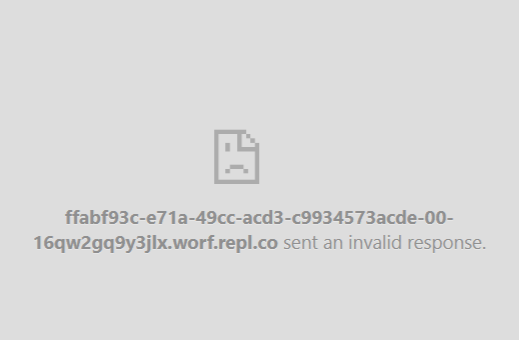 ffabf93c-e71a-49cc-acd3-c9934573acde-00-
16qw2gq9y3jlx.worf.repl.co sent an invalid response.